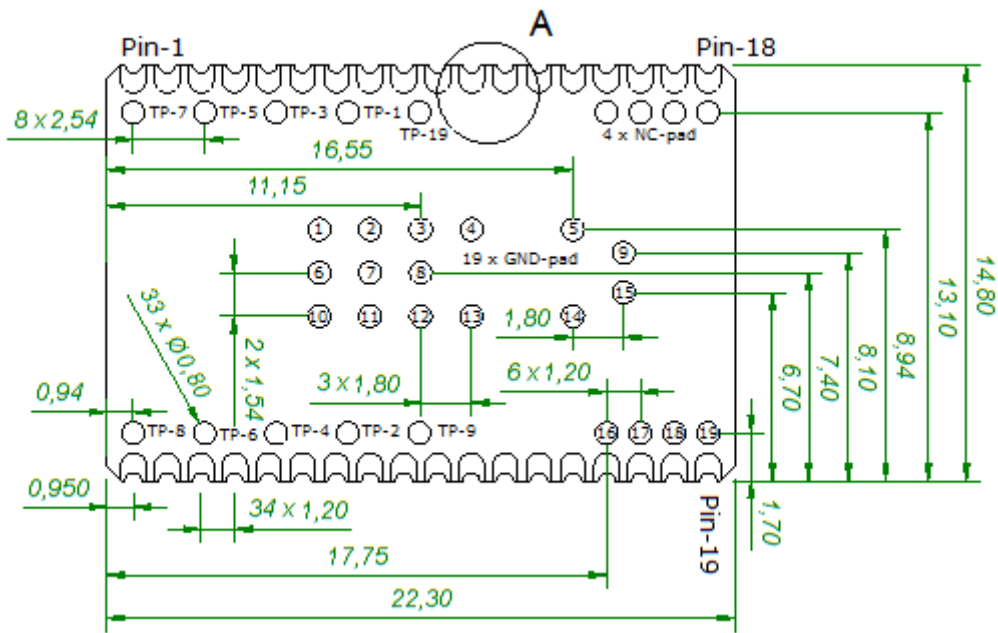 A
Pin-1
Pin-18
TP-7
TP-5
TP-3
TP-1
TP-19
4 x NC-pad
8 x 2,54
16,55
11,15
1
2
3
4
5
19 x GND-pad
9
6
7
8
15
10
11
12
13
14
33 x Ø0,80
2 x 1,54
1,80
3 x 1,80
6 x 1,20
0,94
TP-8
TP-6
TP-4
TP-2
TP-9
16
17
18
19
0,950
34 x 1,20
17,75
22,30
Pin-19
1,70
6,70
7,40
8,10
8,94
13,10
14,80